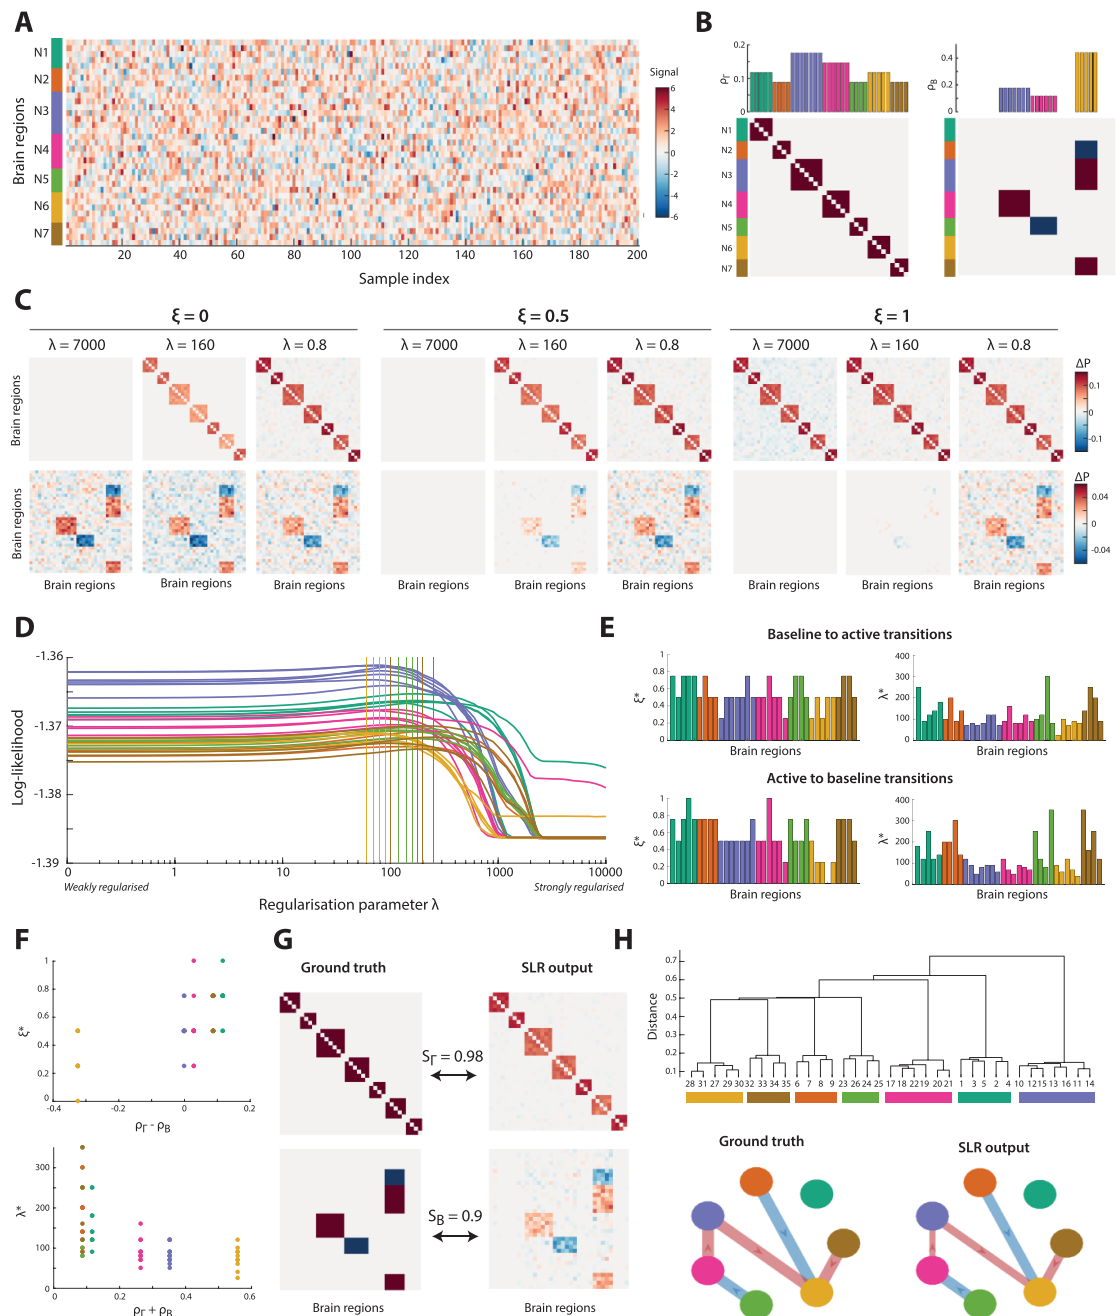 A
N1
N2
N3
N4
N5
N6
N7
Brain regions
20 40 60 80 100 120 140 160 180 200
Sample index
Signal
6
4
2
0
-2
-4
-6
B
0.2
0.1
0
ρΓ
0.4
0.2
0
ρB
N1
N2
N3
N4
N5
N6
N7
C
ξ = 0 ξ = 0.5 ξ = 1
λ = 7000 λ = 160 λ = 0.8 λ = 7000 λ = 160 λ = 0.8 λ = 7000 λ = 160 λ = 0.8
Brain regions
ΔP
0.1
0
-0.1
Brain regions
ΔP
0.04
0
-0.04
Brain regions Brain regions Brain regions Brain regions Brain regions Brain regions Brain regions Brain regions Brain regions
D
-1.36
-1.37
-1.38
-1.39
Log-likelihood
0 1 10 100 1000 10000
Weakly regularised Strongly regularised
Regularisation parameter λ
E
Baseline to active transitions
1
0.8
0.6
0.4
0.2
0
ξ*
Brain regions
400
300
200
100
0
λ*
Brain regions
Active to baseline transitions
1
0.8
0.6
0.4
0.2
0
ξ*
Brain regions
400
300
200
100
0
λ*
Brain regions
F
1
0.8
0.6
0.4
0.2
0
ξ*
-0.4 -0.2 0 0.2
ρΓ - ρB
300
200
100
0
λ*
0 0.2 0.4 0.6
ρΓ + ρB
G
Ground truth SLR output
SΓ = 0.98
SB = 0.9
Brain regions Brain regions
H
0.7
0.6
0.5
0.4
0.3
0.2
0.1
Distance
28 31 27 29 30 32 33 34 35 6 7 8 9 23 26 24 25 17 18 22 19 20 21 1 3 5 2 4 10 12 15 13 16 11 14
Ground truth SLR output